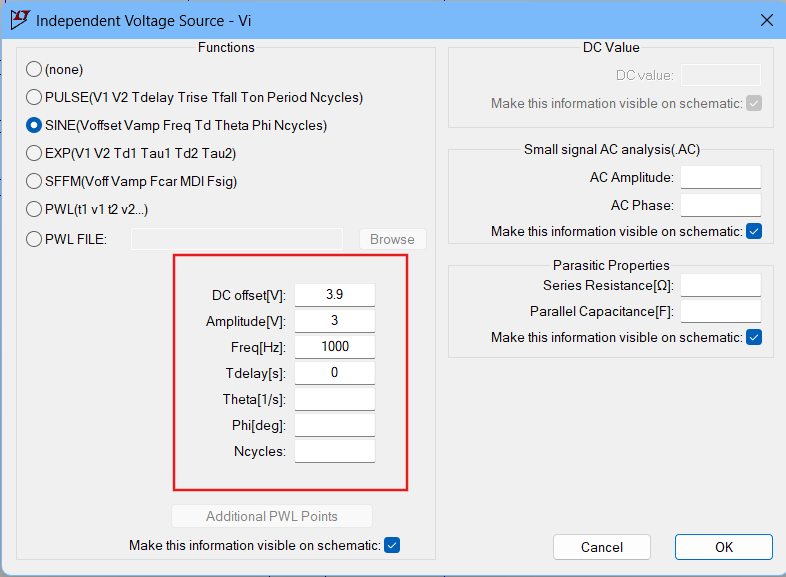 Independent Voltage Source - Vi
Functions
(none)
PULSE(V1 V2 Tdelay Trise Tfall Ton Period Ncycles)
SINE(Voffset Vamp Freq Td Theta Phi Ncycles)
EXP(V1 V2 Td1 Tau1 Td2 Tau2)
SFFM(Voff Vamp Fcar MDI Fsig)
PWL(t1 v1 t2 v2...)
PWL FILE:
Browse
DC offset[V]: 3.9
Amplitude[V]: 3
Freq[Hz]: 1000
Tdelay[s]: 0
Theta[1/s]:
Phi[deg]:
Ncycles:
Additional PWL Points
Make this information visible on schematic:
DC Value
DC value:
Make this information visible on schematic:
Small signal AC analysis(.AC)
AC Amplitude:
AC Phase:
Make this information visible on schematic:
Parasitic Properties
Series Resistance[Ω]:
Parallel Capacitance[F]:
Make this information visible on schematic:
Cancel
OK